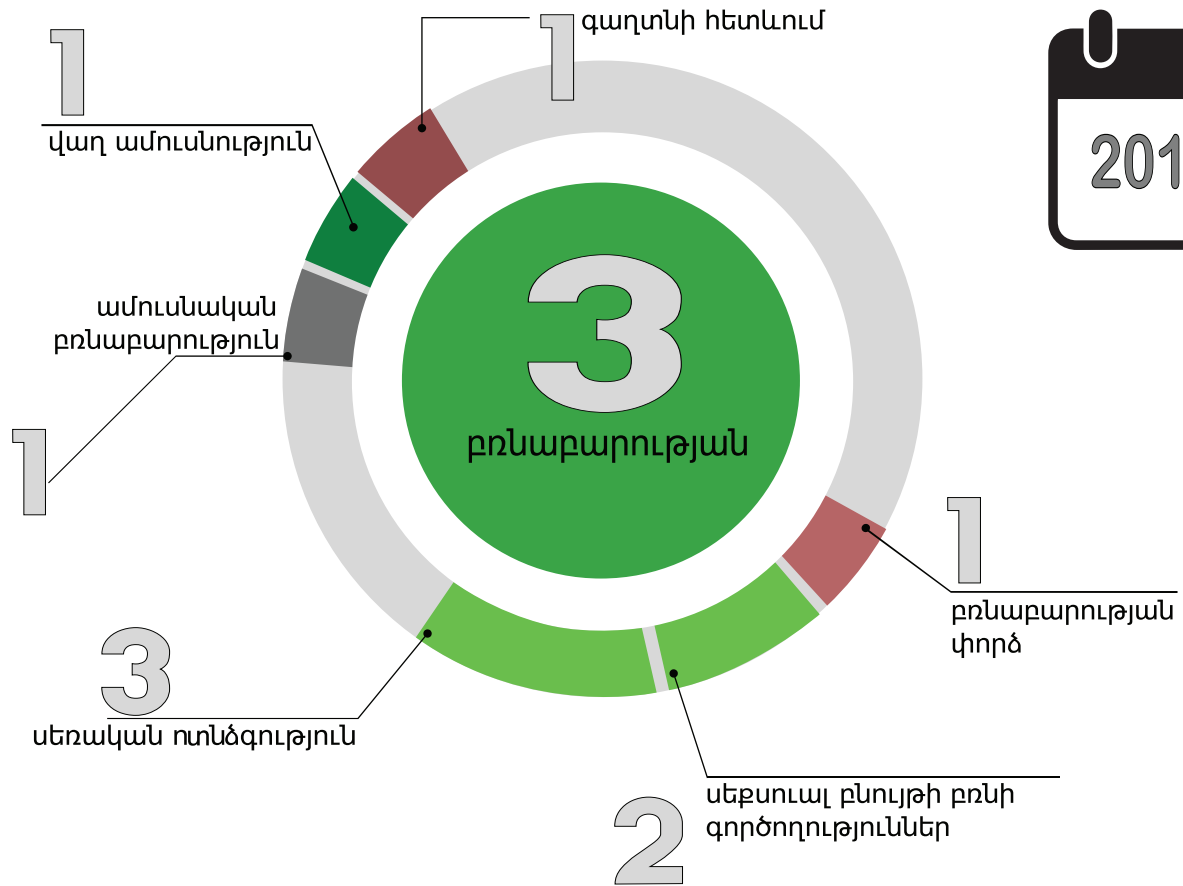 1
գաղտնի հետևում
1
վաղ ամուսնություն
201
ամուսնական
բռնաբարություն
1
3
բռնաբարության
1
բռնաբարության
փորձ
3
սեռական ոտնձգություն
2
սեքսուալ բնույթի բռնի
գործողություններ